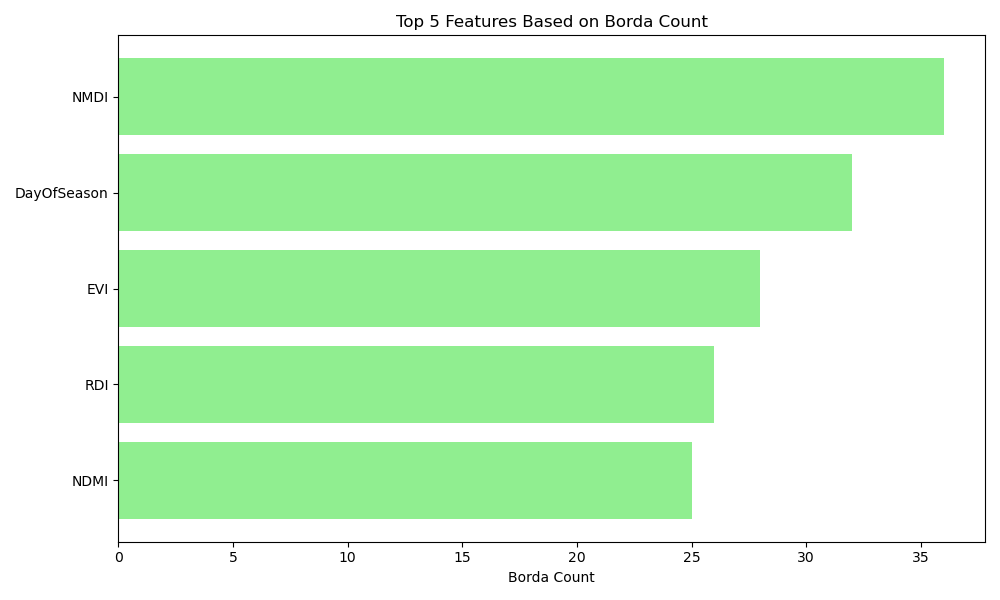 Top 5 Features Based on Borda Count
NMDI
DayOfSeason
EVI
RDI
NDMI
0 5 10 15 20 25 30 35
Borda Count